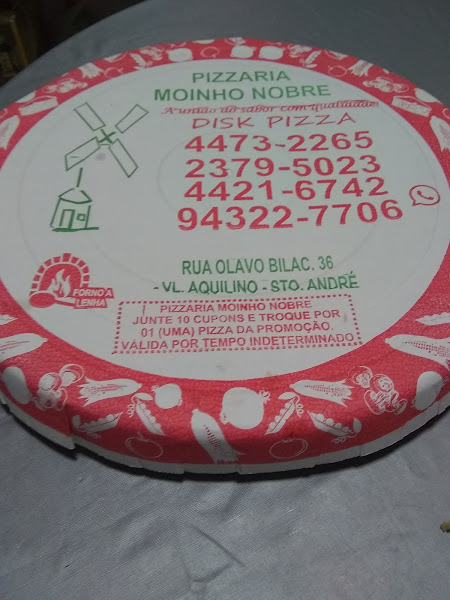 PIZZARIA
MOINHO NOBRE
A união do sabor com qualidade!
DISK PIZZA
4473-2265
2379-5023
4421-6742
94322-7706
RUA OLAVO BILAC. 36
- VL. AQUILINO - STO. ANDRÉ
FORNO A
LENHA
PIZZARIA MOINHO NOBRE
JUNTE 10 CUPONS E TROQUE POR
01 (UMA) PIZZA DA PROMOÇÃO.
VÁLIDA POR TEMPO INDETERMINADO